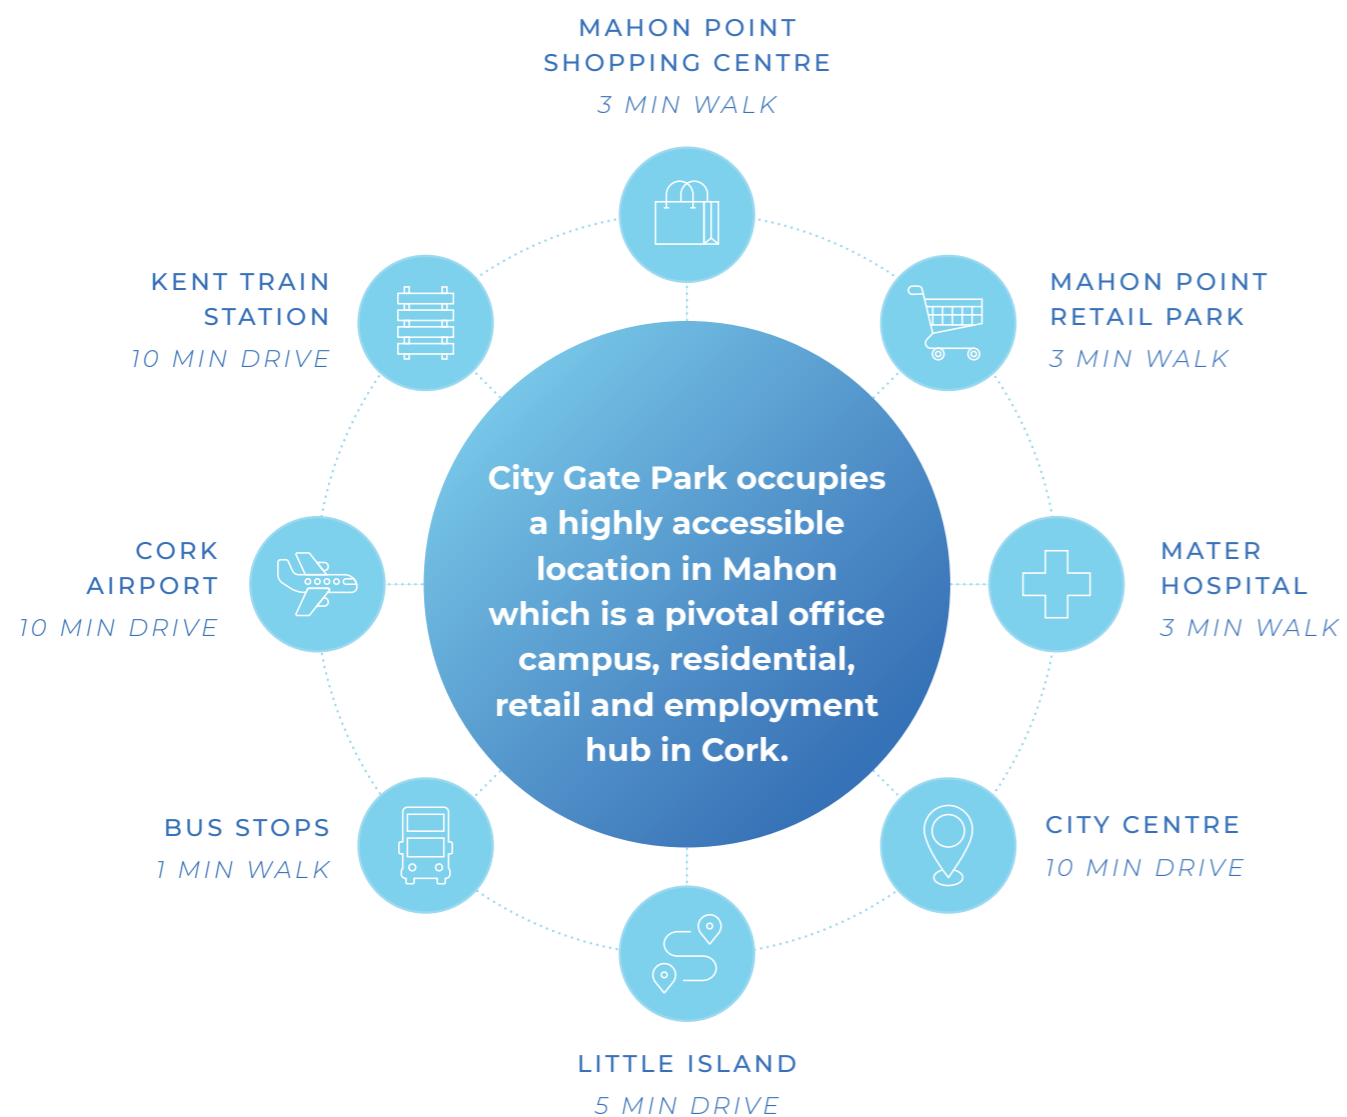 MAHON POINT
SHOPPING CENTRE
3 MIN WALK
KENT TRAIN
STATION
10 MIN DRIVE
MAHON POINT
RETAIL PARK
3 MIN WALK
City Gate Park occupies
a highly accessible
location in Mahon
which is a pivotal office
campus, residential,
retail and employment
hub in Cork.
CORK
AIRPORT
10 MIN DRIVE
MATER
HOSPITAL
3 MIN WALK
BUS STOPS
1 MIN WALK
CITY CENTRE
10 MIN DRIVE
LITTLE ISLAND
5 MIN DRIVE